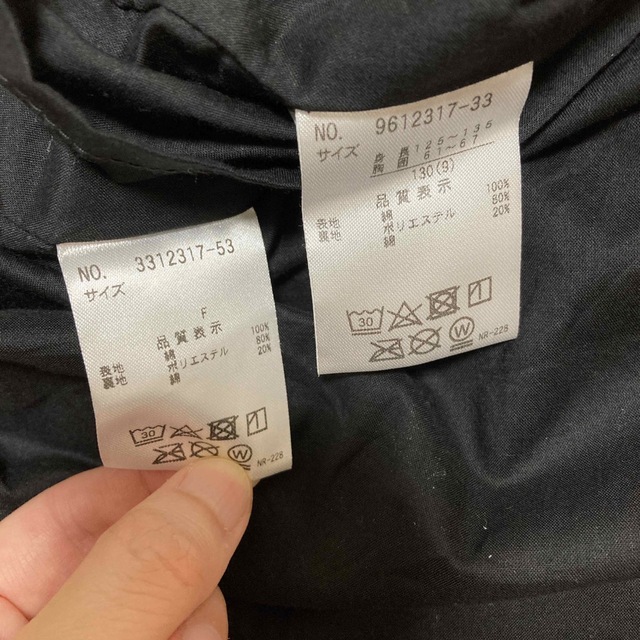 NO. 3312317-53
サイズ
F
品質表示
表地 綿 100%
裏地 ポリエステル 80%
綿 20%
30
W
NR-228
NO. 9612317-33
サイズ
身長 125~135
胸囲 61~67
130(9)
品質表示
表地 綿 100%
裏地 ポリエステル 80%
綿 20%
30
W
NR-228